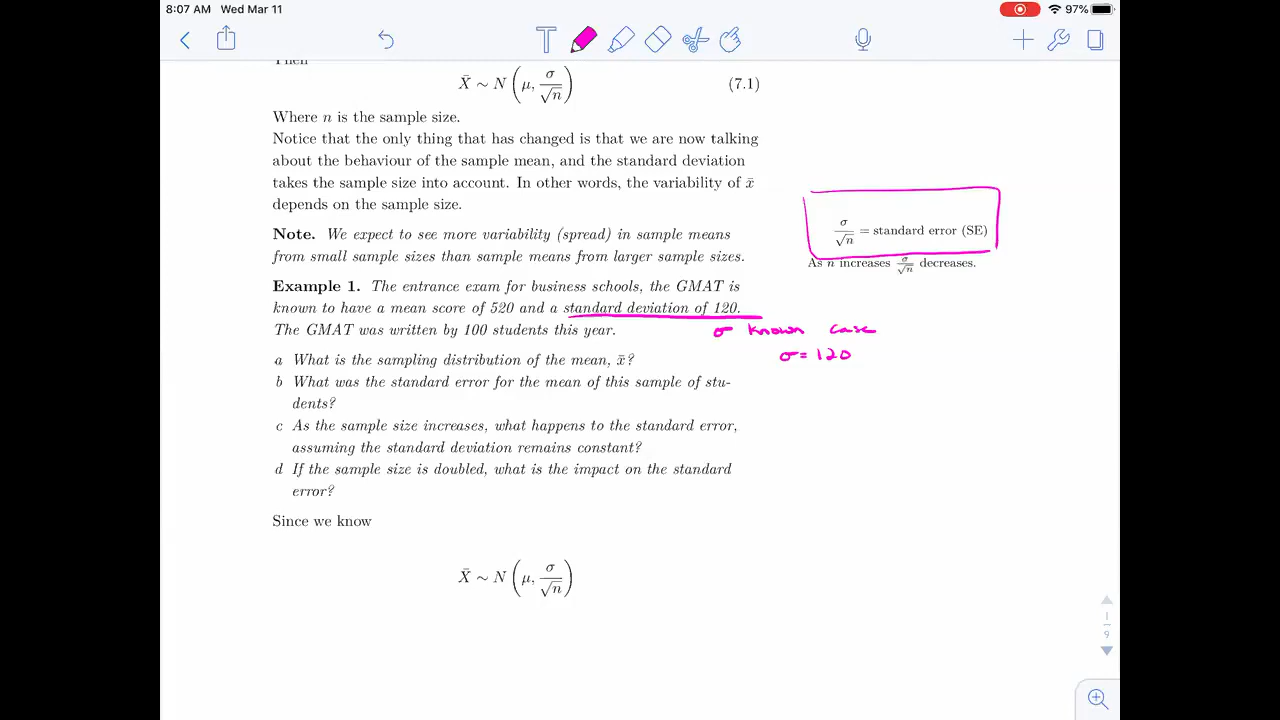 8:07 AM Wed Mar 11
97%
T
Then
X̄ ∼ N (μ, σ/√n) (7.1)
Where n is the sample size.
Notice that the only thing that has changed is that we are now talking
about the behaviour of the sample mean, and the standard deviation
takes the sample size into account. In other words, the variability of x̄
depends on the sample size.
σ/√n = standard error (SE)
As n increases σ/√n decreases.
Note. We expect to see more variability (spread) in sample means
from small sample sizes than sample means from larger sample sizes.
Example 1. The entrance exam for business schools, the GMAT is
known to have a mean score of 520 and a standard deviation of 120.
The GMAT was written by 100 students this year.
σ known case
σ = 120
a What is the sampling distribution of the mean, x̄?
b What was the standard error for the mean of this sample of stu-
dents?
c As the sample size increases, what happens to the standard error,
assuming the standard deviation remains constant?
d If the sample size is doubled, what is the impact on the standard
error?
Since we know
X̄ ∼ N (μ, σ/√n)
1
9